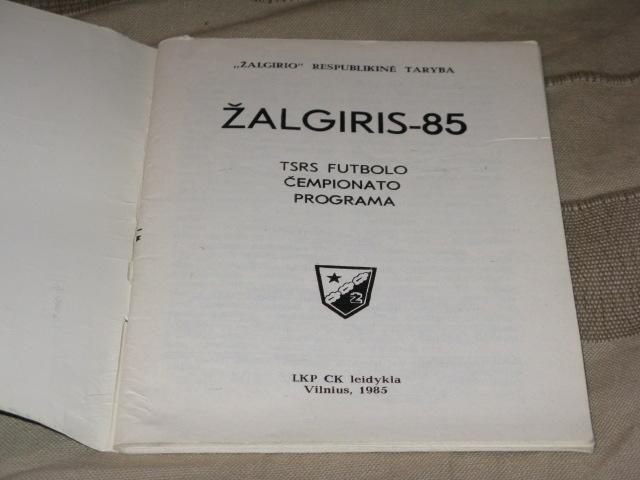 „ŽALGIRIO" RESPUBLIKINĖ TARYBA
ŽALGIRIS-85
TSRS FUTBOLO
ČEMPIONATO
PROGRAMA
Ž
LKP CK leidykla
Vilnius, 1985